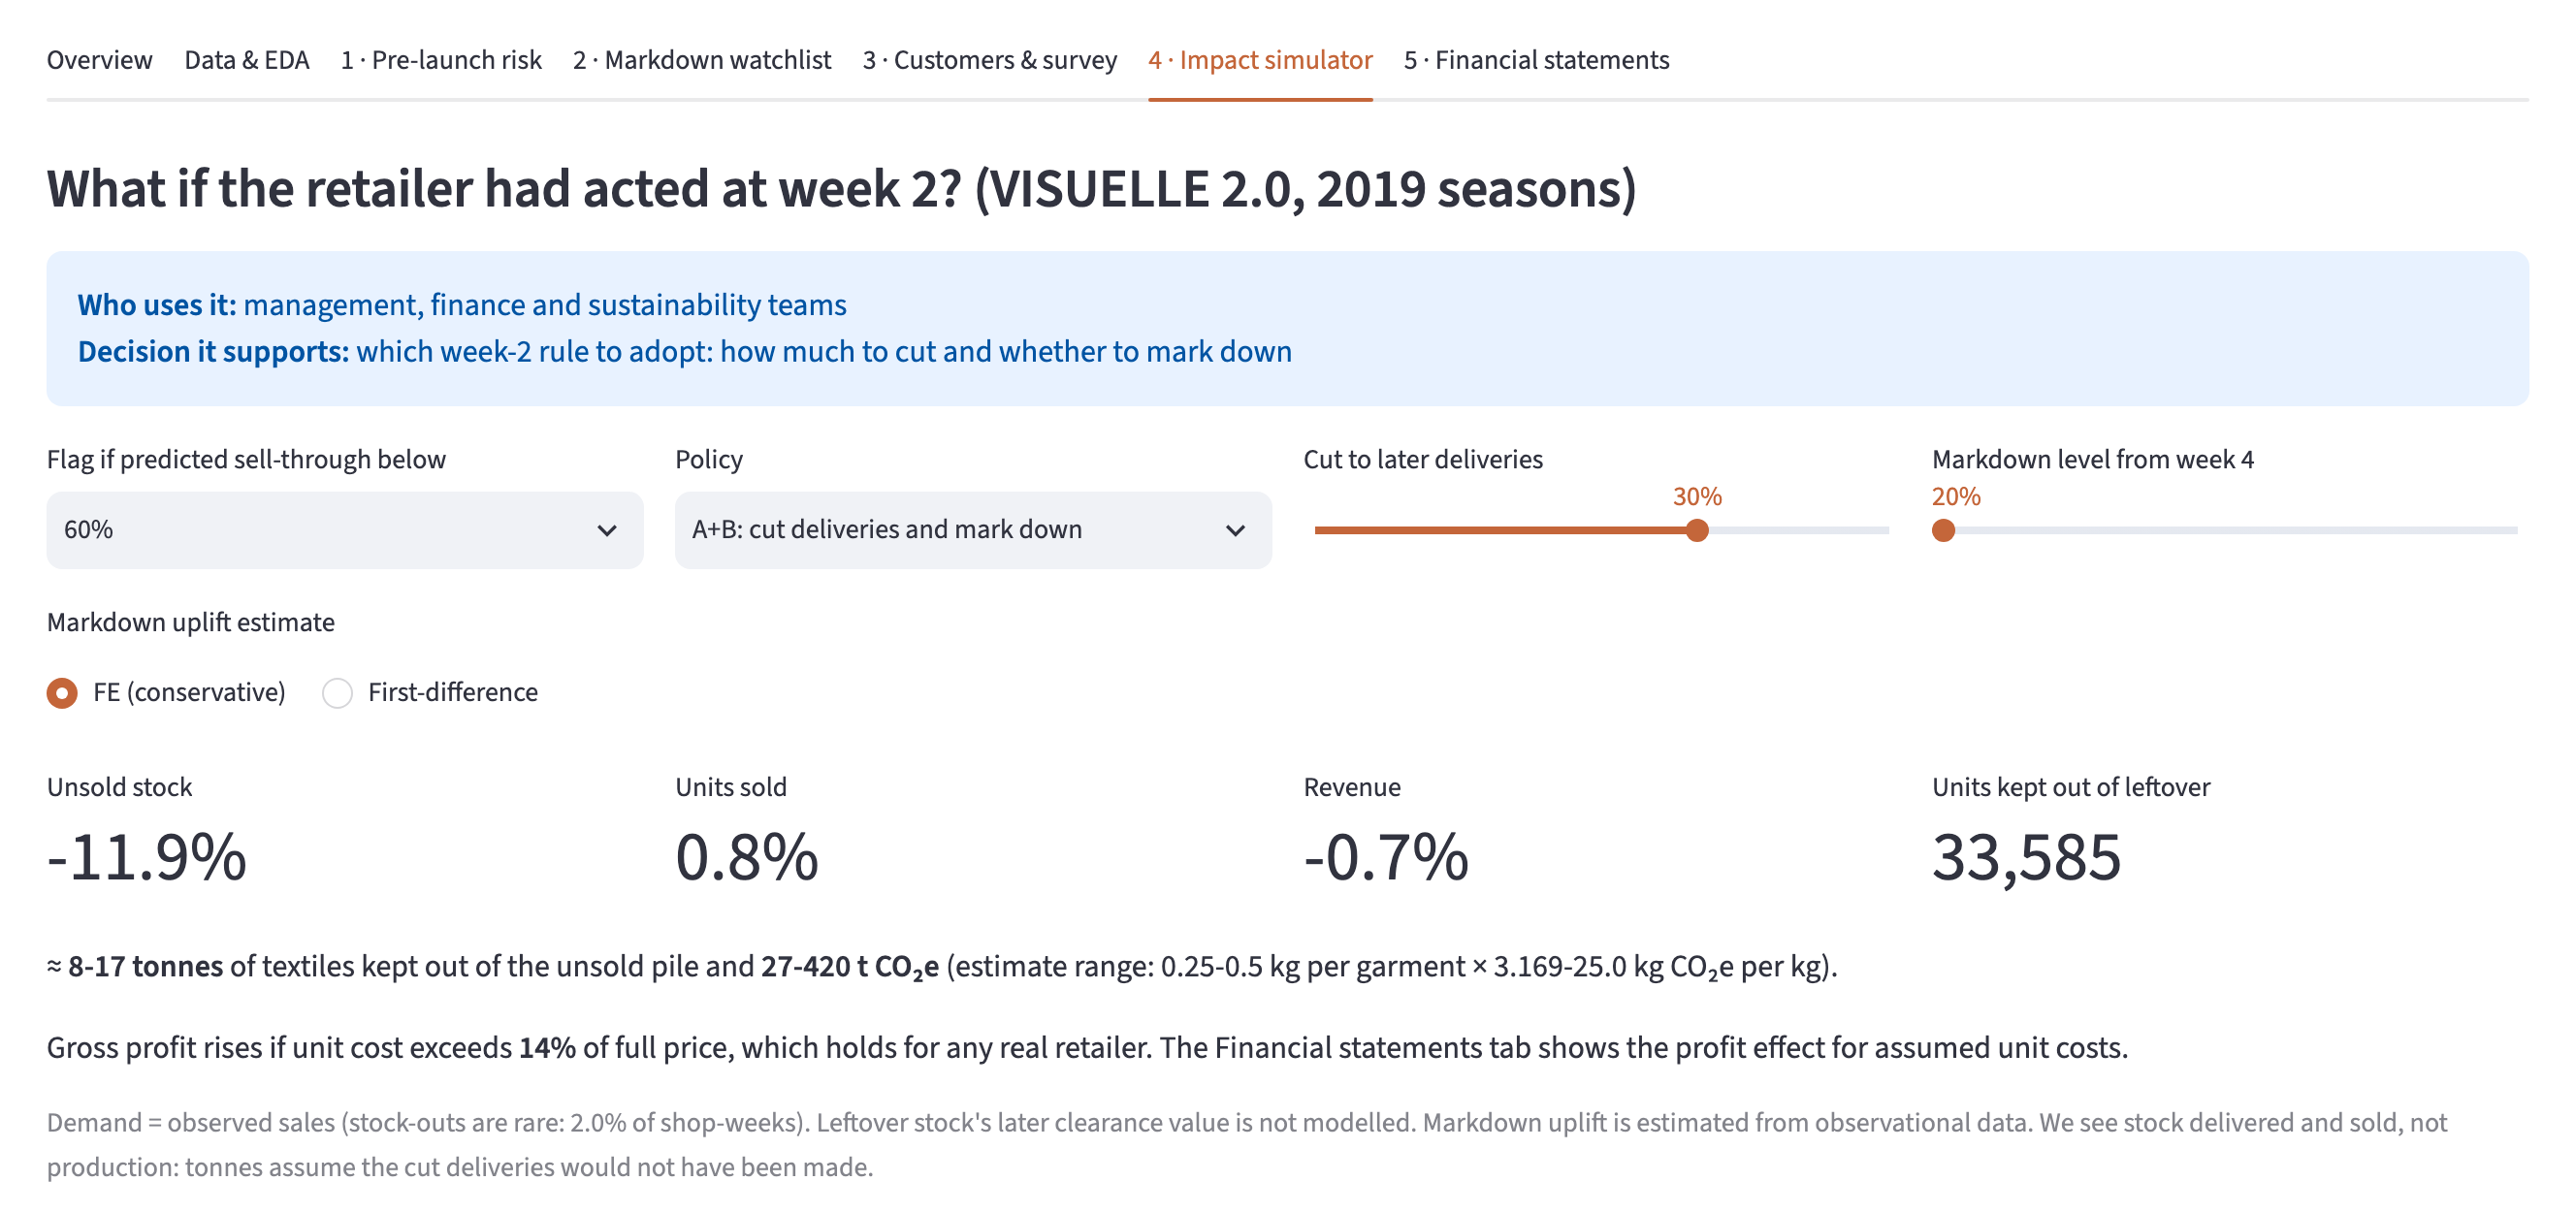 Overview Data & EDA 1 · Pre-launch risk 2 · Markdown watchlist 3 · Customers & survey 4 · Impact simulator 5 · Financial statements
What if the retailer had acted at week 2? (VISUELLE 2.0, 2019 seasons)
Who uses it: management, finance and sustainability teams
Decision it supports: which week-2 rule to adopt: how much to cut and whether to mark down
Flag if predicted sell-through below Policy Cut to later deliveries Markdown level from week 4
30% 20%
60% A+B: cut deliveries and mark down
Markdown uplift estimate
FE (conservative) First-difference
Unsold stock Units sold Revenue Units kept out of leftover
-11.9% 0.8% -0.7% 33,585
≈ 8-17 tonnes of textiles kept out of the unsold pile and 27-420 t CO₂e (estimate range: 0.25-0.5 kg per garment × 3.169-25.0 kg CO₂e per kg).
Gross profit rises if unit cost exceeds 14% of full price, which holds for any real retailer. The Financial statements tab shows the profit effect for assumed unit costs.
Demand = observed sales (stock-outs are rare: 2.0% of shop-weeks). Leftover stock's later clearance value is not modelled. Markdown uplift is estimated from observational data. We see stock delivered and sold, not
production: tonnes assume the cut deliveries would not have been made.